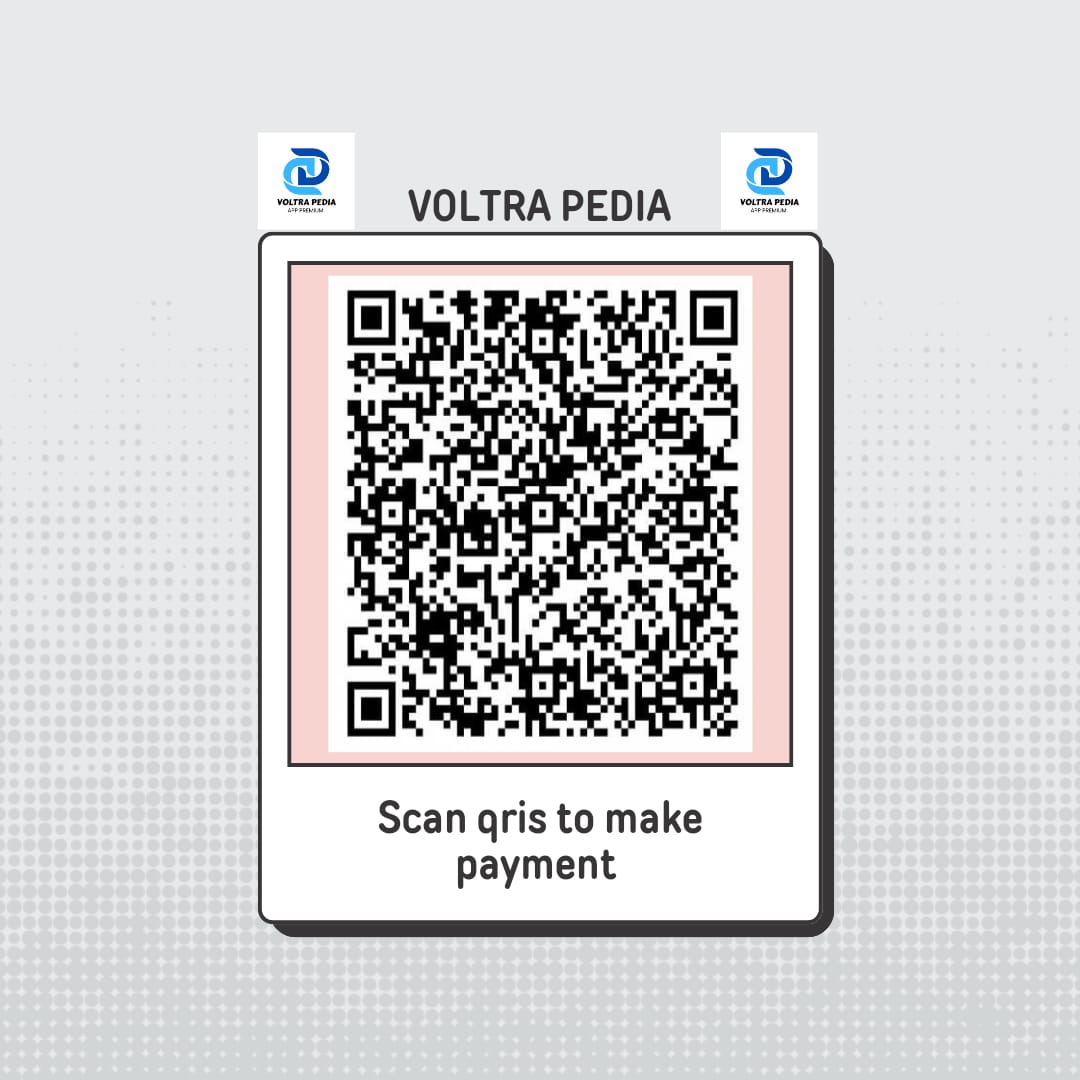 VOLTRA PEDIA
APP PREMIUM
VOLTRA PEDIA
VOLTRA PEDIA
APP PREMIUM
Scan qris to make
payment